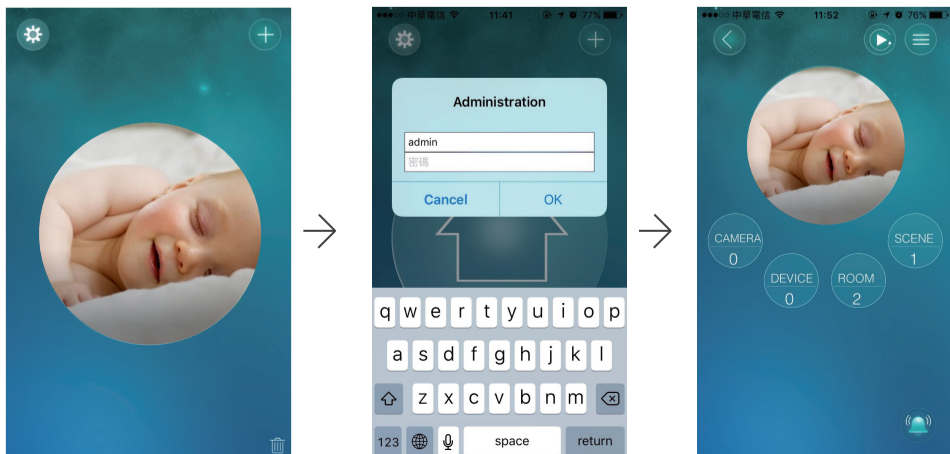 中華電信 11:41 77%
Administration
admin
密碼
Cancel OK
q w e r t y u i o p
a s d f g h j k l
z x c v b n m
123 space return
中華電信 11:52 76%
CAMERA
0
DEVICE
0
ROOM
2
SCENE
1